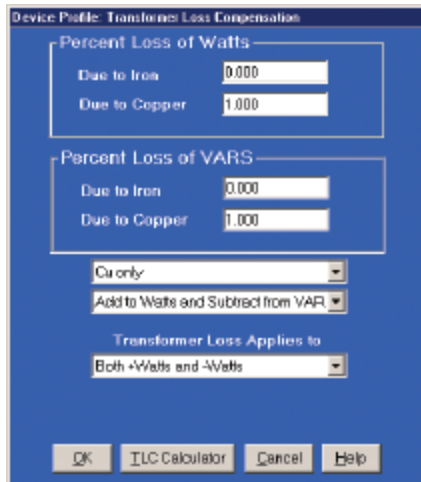 Device Profile: Transformer Loss Compensation
Percent Loss of Watts
Due to Iron 0.000
Due to Copper 1.000
Percent Loss of VARS
Due to Iron 0.000
Due to Copper 1.000
Cu only
Add to Watts and Subtract from VAR
Transformer Loss Applies to
Both +Watts and -Watts
OK TLC Calculator Cancel Help